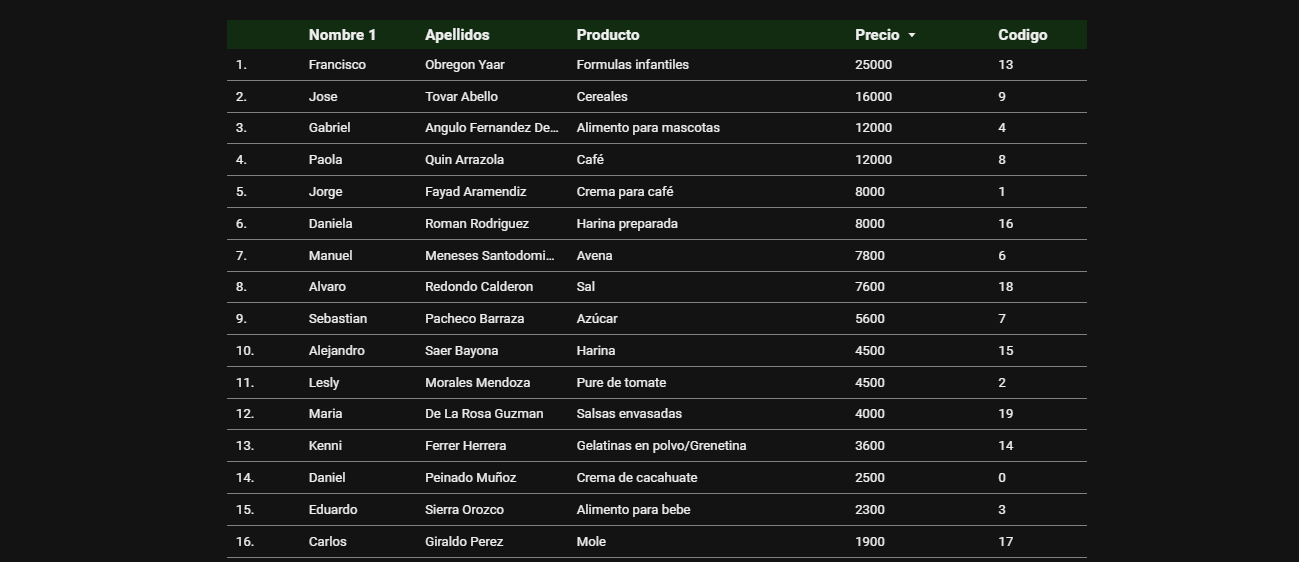 Nombre 1 Apellidos Producto Precio Codigo
1. Francisco Obregon Yaar Formulas infantiles 25000 13
2. Jose Tovar Abello Cereales 16000 9
3. Gabriel Angulo Fernandez De... Alimento para mascotas 12000 4
4. Paola Quin Arrazola Café 12000 8
5. Jorge Fayad Aramendiz Crema para café 8000 1
6. Daniela Roman Rodriguez Harina preparada 8000 16
7. Manuel Meneses Santodomi... Avena 7800 6
8. Alvaro Redondo Calderon Sal 7600 18
9. Sebastian Pacheco Barraza Azúcar 5600 7
10. Alejandro Saer Bayona Harina 4500 15
11. Lesly Morales Mendoza Pure de tomate 4500 2
12. Maria De La Rosa Guzman Salsas envasadas 4000 19
13. Kenni Ferrer Herrera Gelatinas en polvo/Grenetina 3600 14
14. Daniel Peinado Muñoz Crema de cacahuate 2500 0
15. Eduardo Sierra Orozco Alimento para bebe 2300 3
16. Carlos Giraldo Perez Mole 1900 17